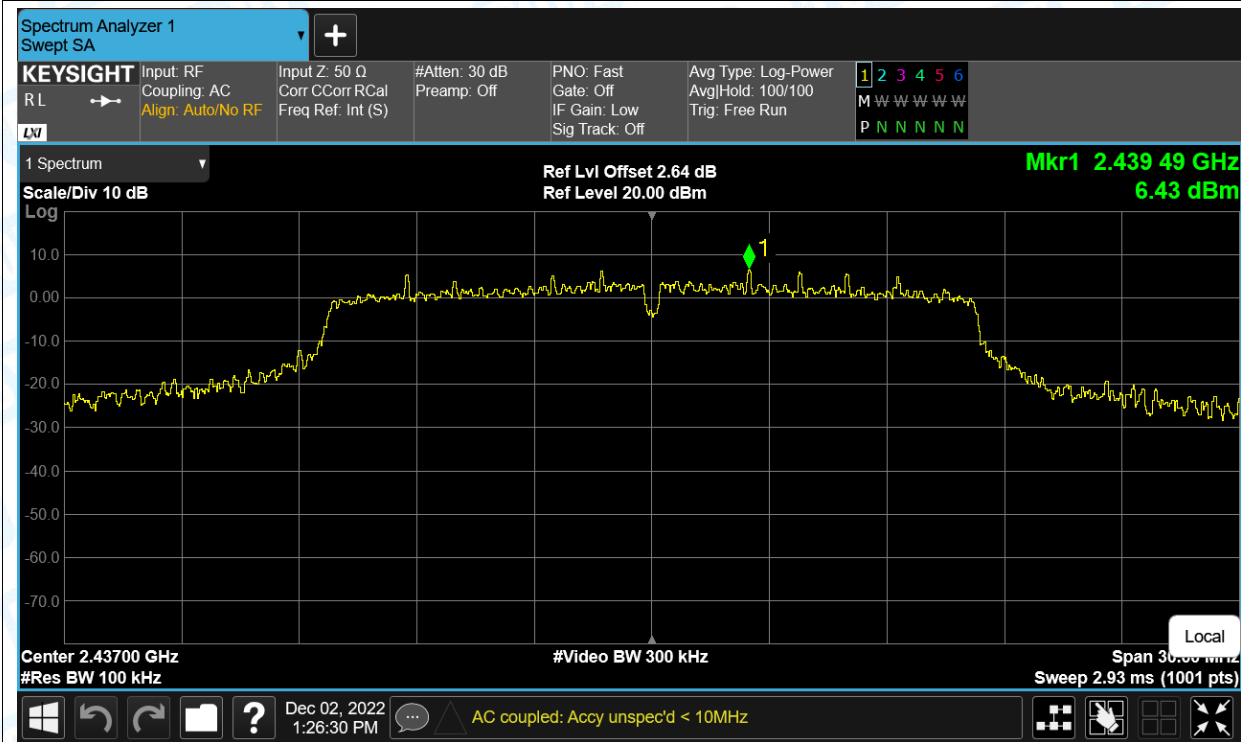 Spectrum Analyzer 1
Swept SA
KEYSIGHT
R L
LXI
Input: RF
Coupling: AC
Align: Auto/No RF
Input Z: 50 Ω
Corr CCorr RCal
Freq Ref: Int (S)
#Atten: 30 dB
Preamp: Off
PNO: Fast
Gate: Off
IF Gain: Low
Sig Track: Off
Avg Type: Log-Power
Avg|Hold: 100/100
Trig: Free Run
1 2 3 4 5 6
M W W W W W
P N N N N N
1 Spectrum
Scale/Div 10 dB
Log
Ref Lvl Offset 2.64 dB
Ref Level 20.00 dBm
Mkr1 2.439 49 GHz
6.43 dBm
1
10.0
0.00
-10.0
-20.0
-30.0
-40.0
-50.0
-60.0
-70.0
Local
Center 2.43700 GHz
#Video BW 300 kHz
Span 30.00 MHz
#Res BW 100 kHz
Sweep 2.93 ms (1001 pts)
?
Dec 02, 2022
1:26:30 PM
AC coupled: Accy unspec'd < 10MHz